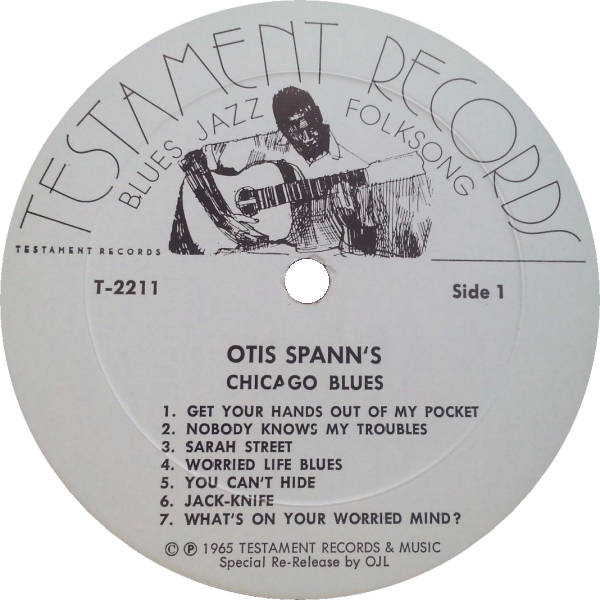 TESTAMENT RECORDS
BLUES JAZZ FOLKSONG
TESTAMENT RECORDS
T-2211
Side 1
OTIS SPANN'S
CHICAGO BLUES
1. GET YOUR HANDS OUT OF MY POCKET
2. NOBODY KNOWS MY TROUBLES
3. SARAH STREET
4. WORRIED LIFE BLUES
5. YOU CAN'T HIDE
6. JACK-KNIFE
7. WHAT'S ON YOUR WORRIED MIND?
© ℗ 1965 TESTAMENT RECORDS & MUSIC
Special Re-Release by OJL